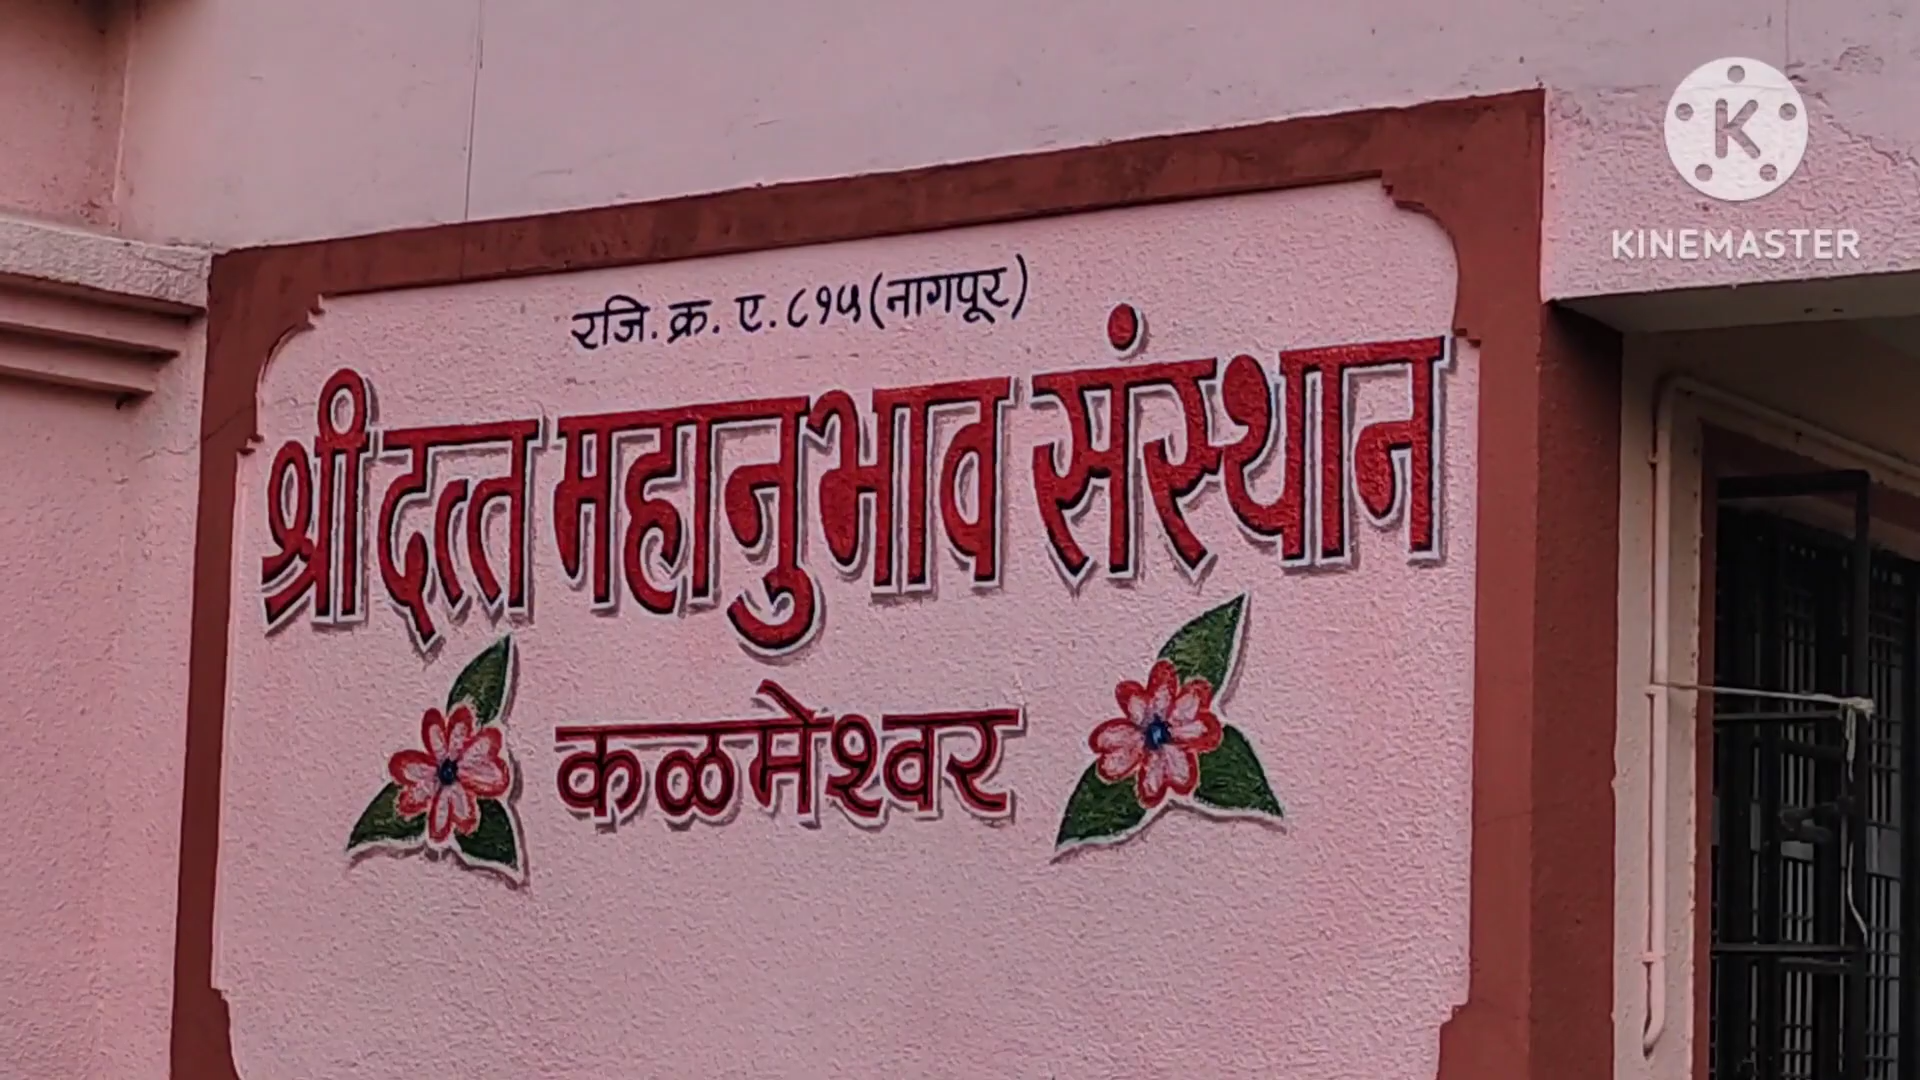 रजि. क्र. ए. ८१५ (नागपूर)
श्री दत्त महानुभाव संस्थान
कळमेश्वर
K
KINEMASTER